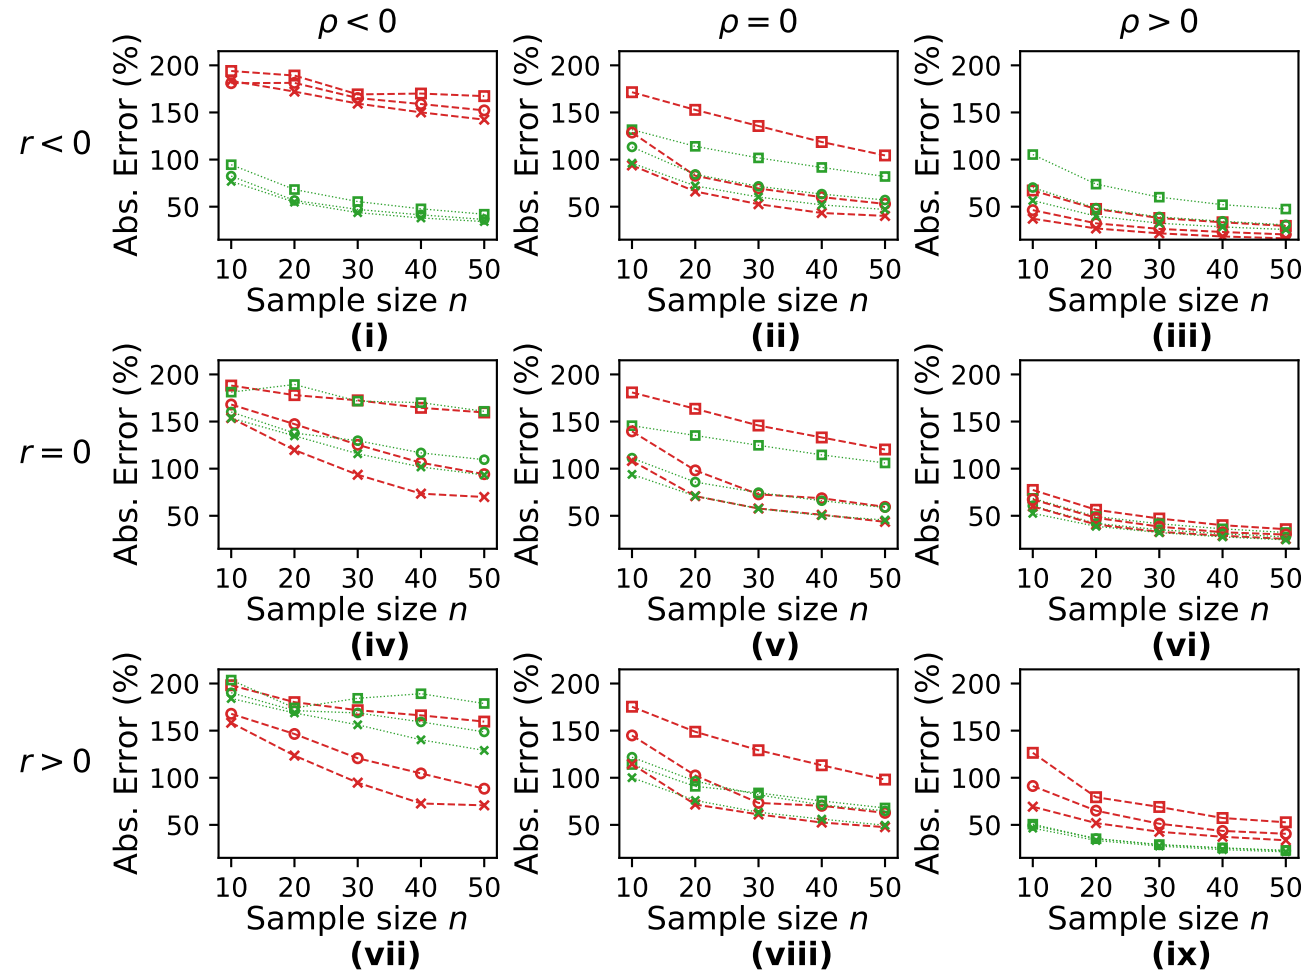 ρ < 0 ρ = 0 ρ > 0
r < 0
Abs. Error (%)
200
150
100
50
10 20 30 40 50
Sample size n
(i)
Abs. Error (%)
200
150
100
50
10 20 30 40 50
Sample size n
(ii)
Abs. Error (%)
200
150
100
50
10 20 30 40 50
Sample size n
(iii)
r = 0
Abs. Error (%)
200
150
100
50
10 20 30 40 50
Sample size n
(iv)
Abs. Error (%)
200
150
100
50
10 20 30 40 50
Sample size n
(v)
Abs. Error (%)
200
150
100
50
10 20 30 40 50
Sample size n
(vi)
r > 0
Abs. Error (%)
200
150
100
50
10 20 30 40 50
Sample size n
(vii)
Abs. Error (%)
200
150
100
50
10 20 30 40 50
Sample size n
(viii)
Abs. Error (%)
200
150
100
50
10 20 30 40 50
Sample size n
(ix)